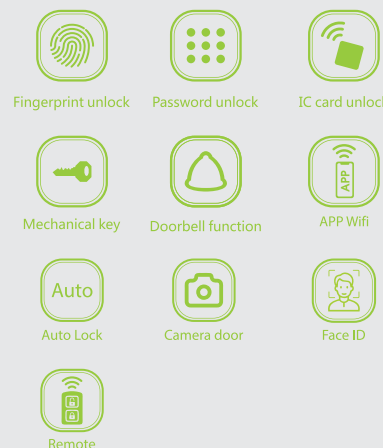 Fingerprint unlock
Password unlock
IC card unlock
Mechanical key
Doorbell function
APP
APP Wifi
Auto
Auto Lock
Camera door
Face ID
Remote